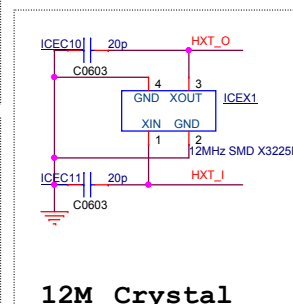 ICEC10 20p HXT_O
C0603
4 3
GND XOUT ICEX1
XIN GND
1 2
12MHz SMD X3225
ICEC11 20p HXT_I
C0603
12M Crystal